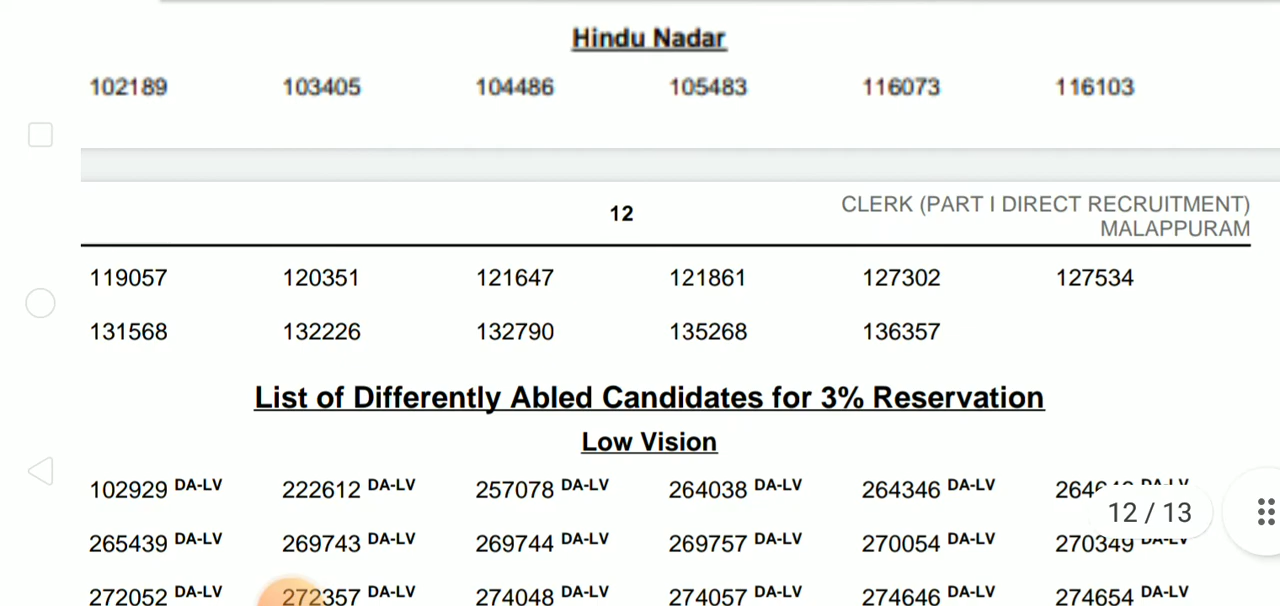 Hindu Nadar
102189 103405 104486 105483 116073 116103
12 CLERK (PART I DIRECT RECRUITMENT)
MALAPPURAM
119057 120351 121647 121861 127302 127534
131568 132226 132790 135268 136357
List of Differently Abled Candidates for 3% Reservation
Low Vision
102929 DA-LV 222612 DA-LV 257078 DA-LV 264038 DA-LV 264346 DA-LV
12 / 13
265439 DA-LV 269743 DA-LV 269744 DA-LV 269757 DA-LV 270054 DA-LV 270349 DA-LV
272052 DA-LV 272357 DA-LV 274048 DA-LV 274057 DA-LV 274646 DA-LV 274654 DA-LV